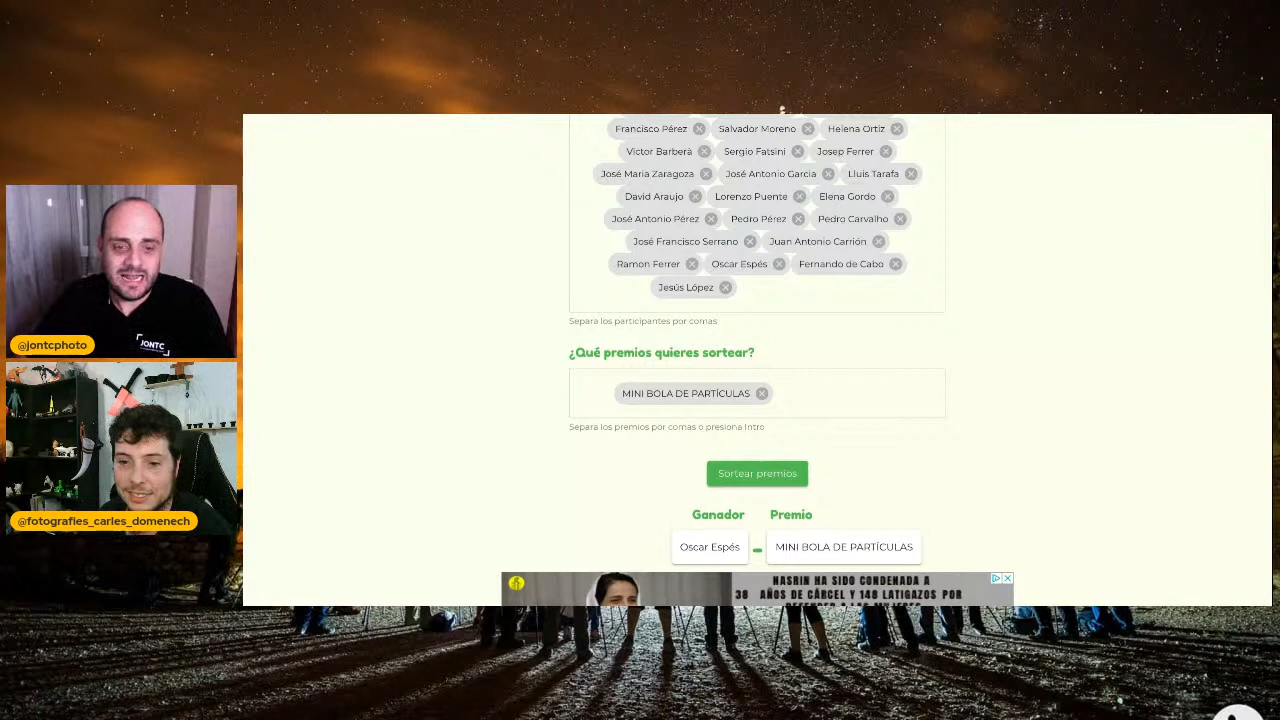 Francisco Pérez Salvador Moreno Helena Ortiz
Victor Barberà Sergio Fatsini Josep Ferrer
José Maria Zaragoza José Antonio Garcia Lluis Tarafa
David Araujo Lorenzo Puente Elena Gordo
José Antonio Pérez Pedro Pérez Pedro Carvalho
José Francisco Serrano Juan Antonio Carrión
Ramon Ferrer Oscar Espés Fernando de Cabo
Jesús López
Separa los participantes por comas
¿Qué premios quieres sortear?
MINI BOLA DE PARTÍCULAS
Separa los premios por comas o presiona Intro
Sortear premios
Ganador Premio
Oscar Espés - MINI BOLA DE PARTÍCULAS
NASRIN HA SIDO CONDENADA A
38 AÑOS DE CÁRCEL Y 148 LATIGAZOS POR
DEFENDER A LAS MUJERES
JONTC
@jontcphoto
@fotografies_carles_domenech